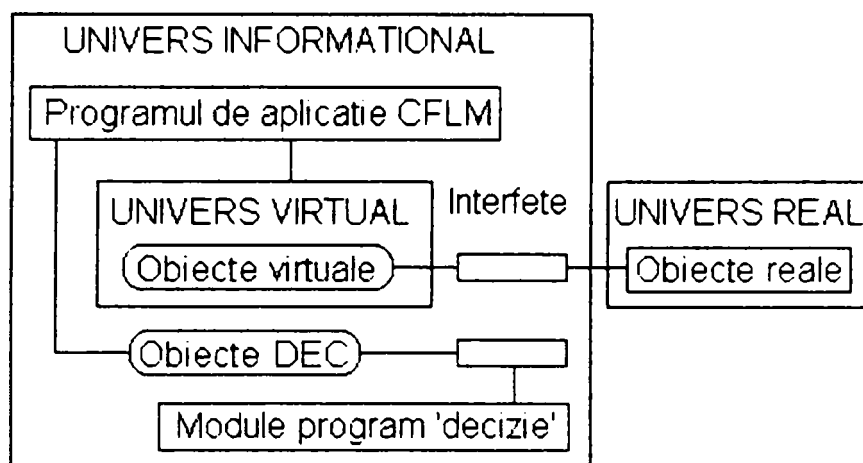 UNIVERS INFORMATIONAL
Programul de aplicatie CFLM
UNIVERS VIRTUAL
Interfete
UNIVERS REAL
Obiecte virtuale
Obiecte reale
Obiecte DEC
Module program 'decizie'